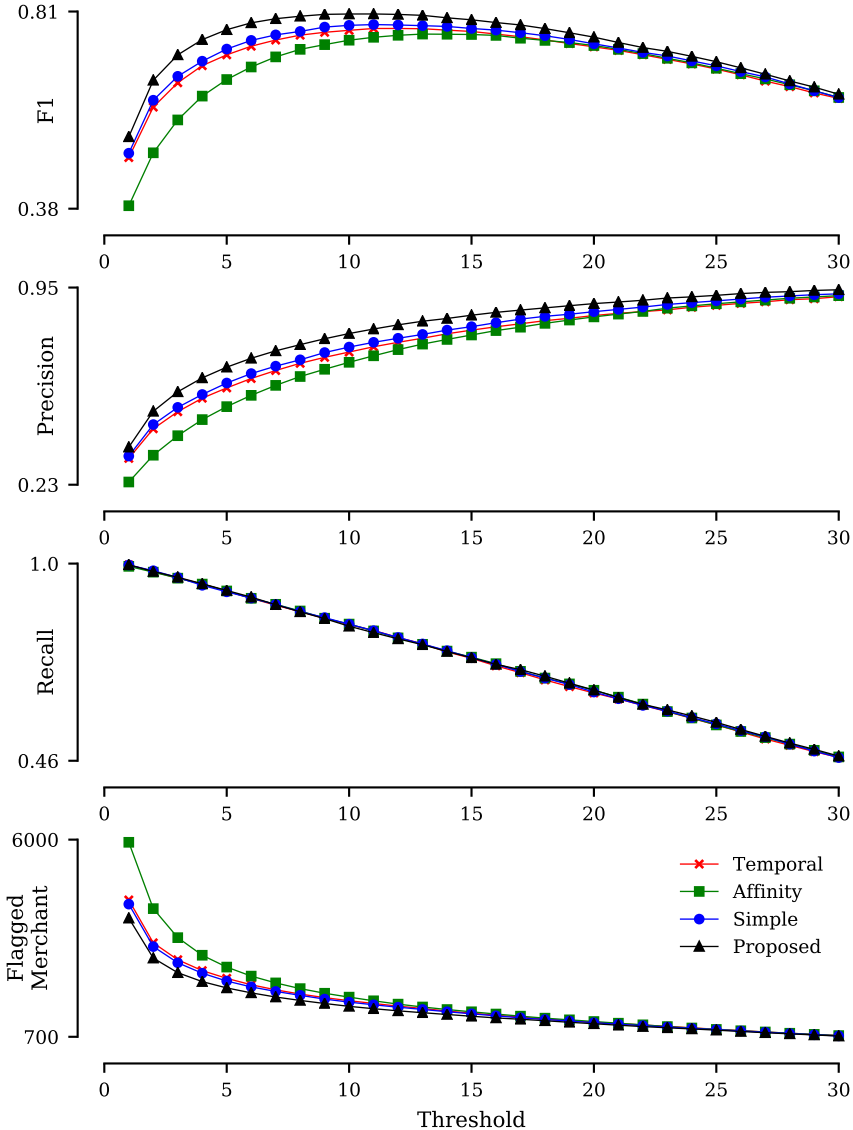 0.81
F1
0.38
0 5 10 15 20 25 30
0.95
Precision
0.23
0 5 10 15 20 25 30
1.0
Recall
0.46
0 5 10 15 20 25 30
6000
Flagged
Merchant
700
Temporal
Affinity
Simple
Proposed
0 5 10 15 20 25 30
Threshold